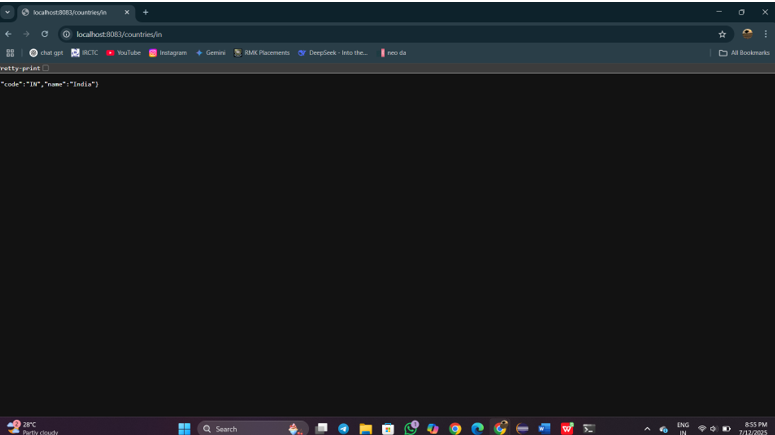 localhost:8083/countries/in
localhost:8083/countries/in
chat gpt IRCTC YouTube Instagram Gemini RMK Placements DeepSeek - Into the... neo da All Bookmarks
retty-print
"code":"IN","name":"India"}
28°C
Partly cloudy
Search
ENG
IN
8:55 PM
7/12/2025